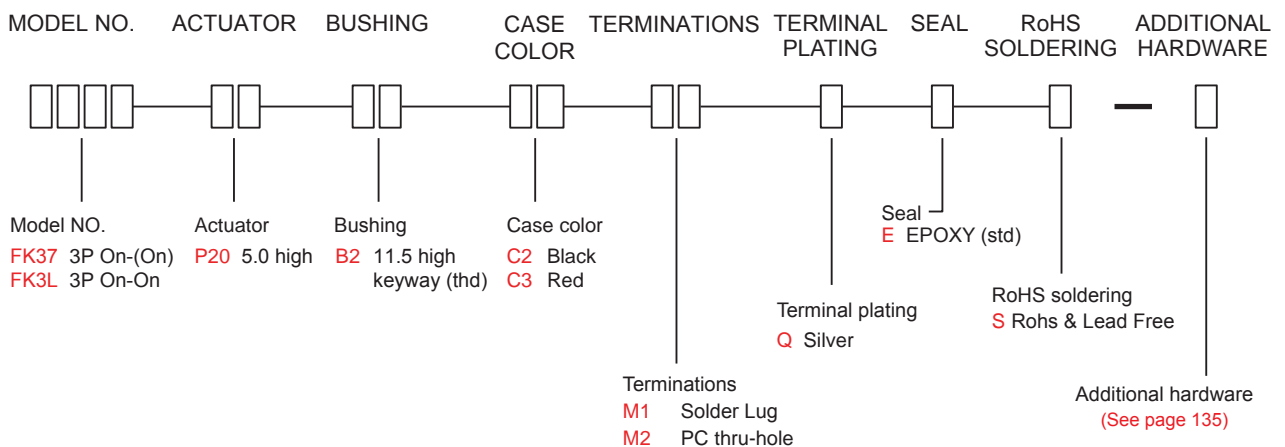 MODEL NO. ACTUATOR BUSHING CASE COLOR TERMINATIONS TERMINAL PLATING SEAL RoHS SOLDERING ADDITIONAL HARDWARE
Model NO.
FK37 3P On-(On)
FK3L 3P On-On
Actuator
P20 5.0 high
Bushing
B2 11.5 high
keyway (thd)
Case color
C2 Black
C3 Red
Terminations
M1 Solder Lug
M2 PC thru-hole
Terminal plating
Q Silver
Seal
E EPOXY (std)
RoHS soldering
S Rohs & Lead Free
Additional hardware
(See page 135)